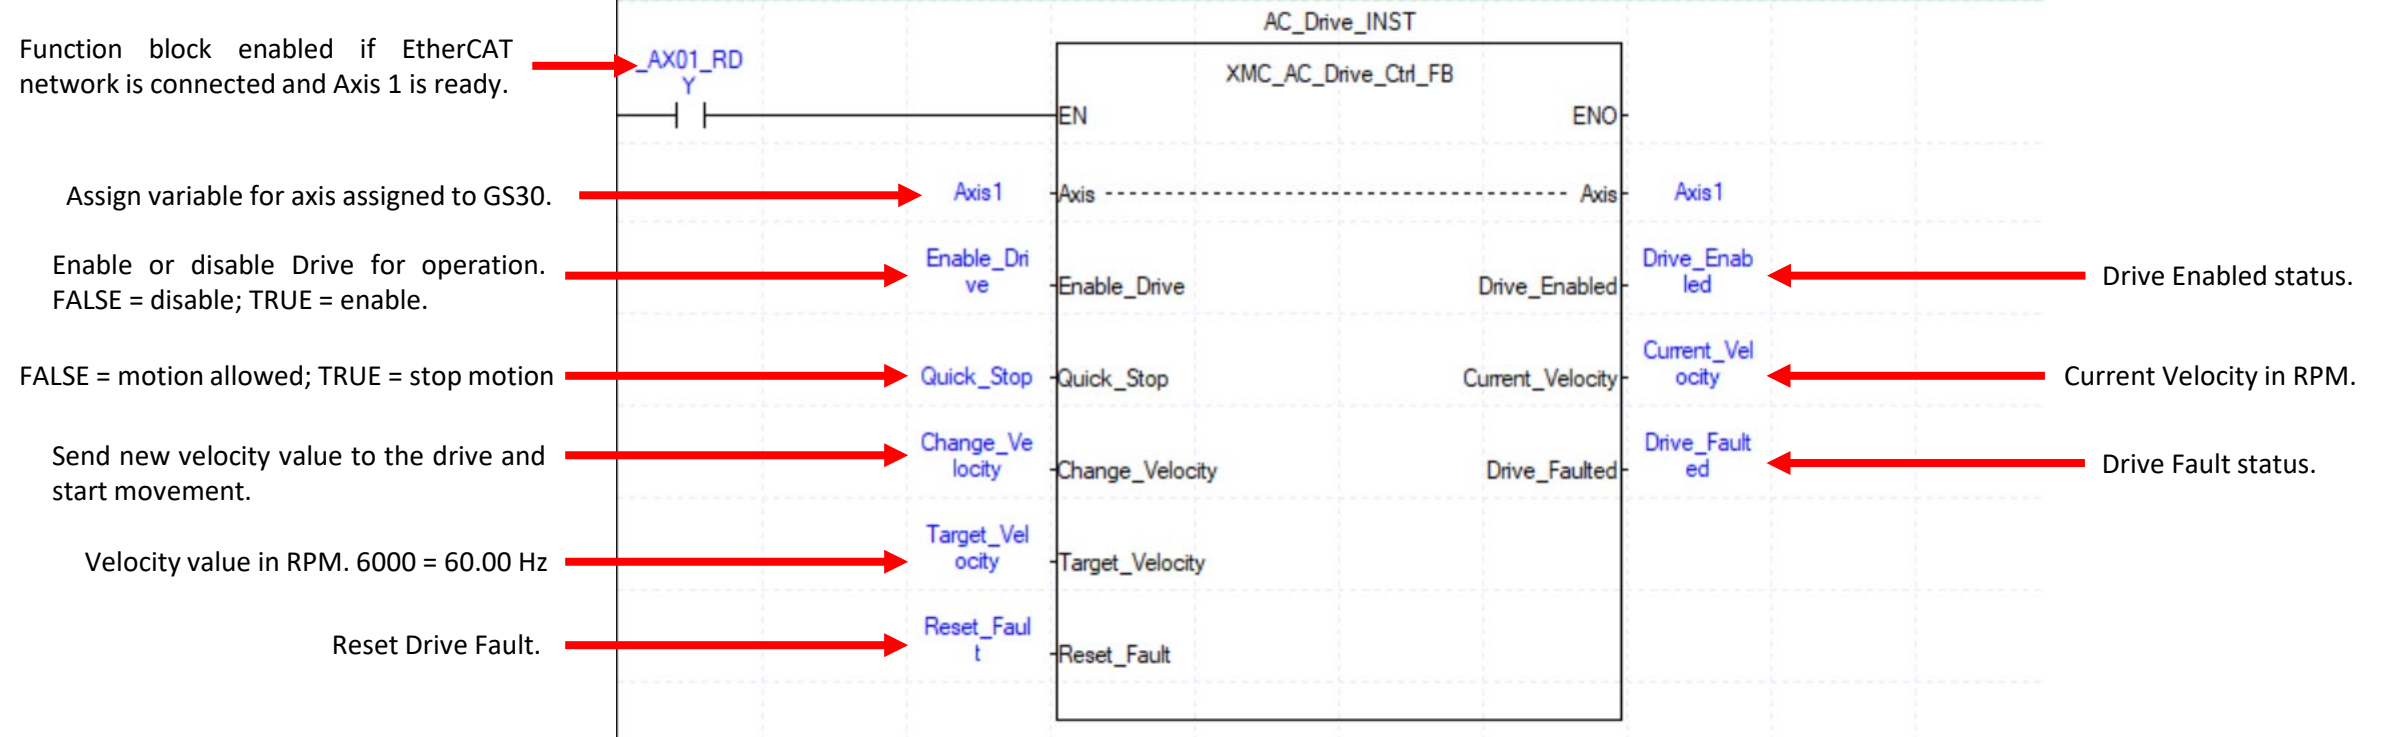 AC_Drive_INST
Function block enabled if EtherCAT
network is connected and Axis 1 is ready.
_AX01_RD
Y
XMC_AC_Drive_Ctrl_FB
EN
ENO
Assign variable for axis assigned to GS30.
Axis1
Axis
Axis
Axis1
Enable or disable Drive for operation.
FALSE = disable; TRUE = enable.
Enable_Dri
ve
Enable_Drive
Drive_Enabled
Drive_Enab
led
Drive Enabled status.
FALSE = motion allowed; TRUE = stop motion
Quick_Stop
Quick_Stop
Current_Velocity
Current_Vel
ocity
Current Velocity in RPM.
Send new velocity value to the drive and
start movement.
Change_Ve
locity
Change_Velocity
Drive_Faulted
Drive_Fault
ed
Drive Fault status.
Velocity value in RPM. 6000 = 60.00 Hz
Target_Vel
ocity
Target_Velocity
Reset Drive Fault.
Reset_Faul
t
Reset_Fault